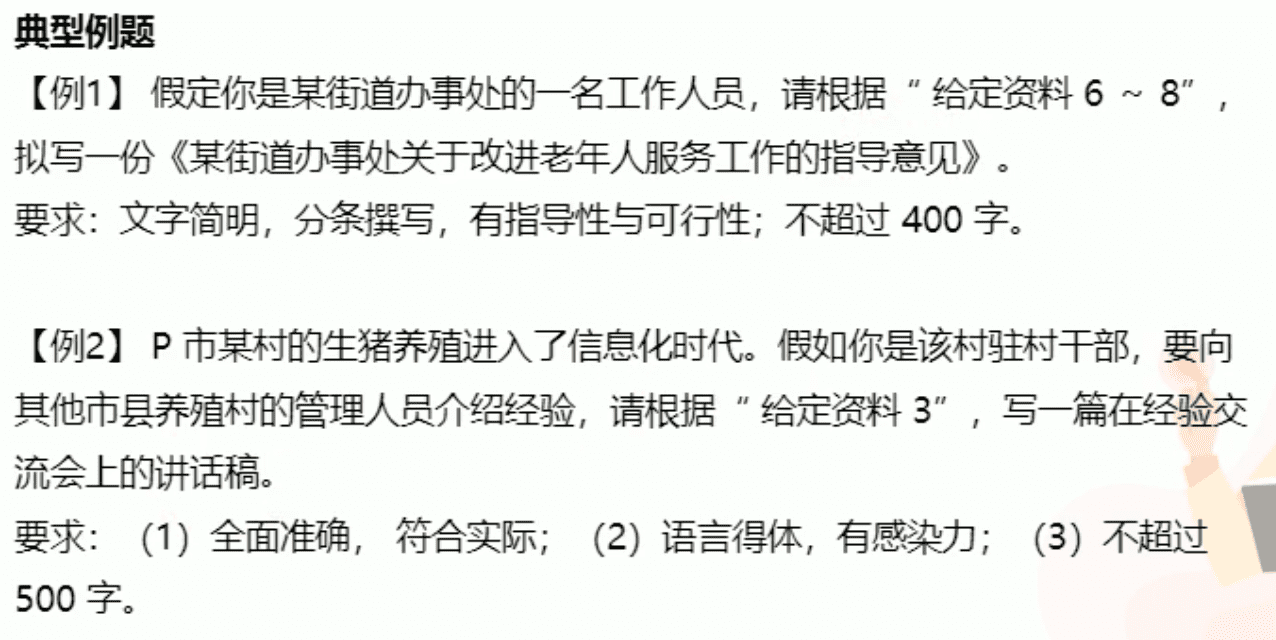 典型例题
【例1】 假定你是某街道办事处的一名工作人员，请根据“ 给定资料 6 ～ 8”，
拟写一份《某街道办事处关于改进老年人服务工作的指导意见》。
要求：文字简明，分条撰写，有指导性与可行性；不超过 400 字。
【例2】 P 市某村的生猪养殖进入了信息化时代。假如你是该村驻村干部，要向
其他市县养殖村的管理人员介绍经验，请根据“ 给定资料 3”，写一篇在经验交
流会上的讲话稿。
要求：（1）全面准确， 符合实际；（2）语言得体，有感染力；（3）不超过
500 字。